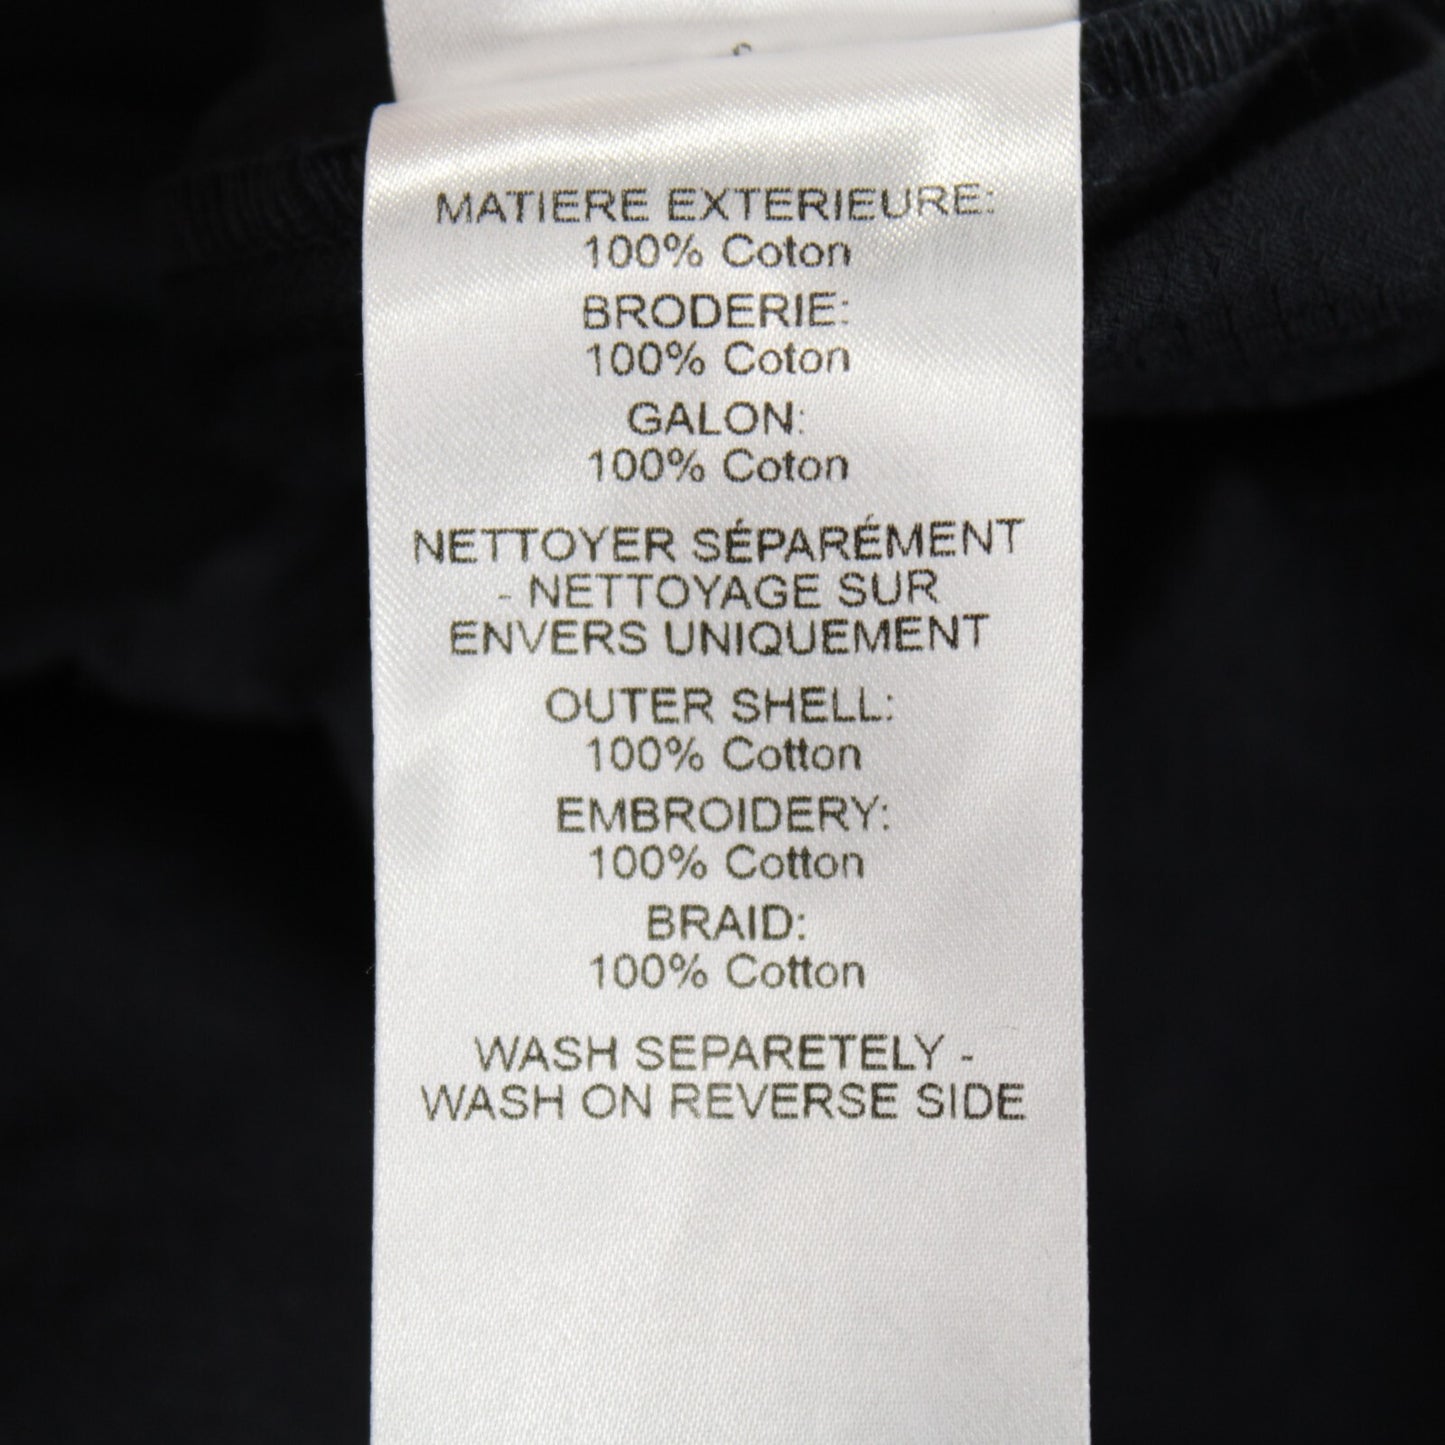 MATIERE EXTERIEURE:
100% Coton
BRODERIE:
100% Coton
GALON:
100% Coton
NETTOYER SÉPARÉMENT
- NETTOYAGE SUR
ENVERS UNIQUEMENT
OUTER SHELL:
100% Cotton
EMBROIDERY:
100% Cotton
BRAID:
100% Cotton
WASH SEPARETELY -
WASH ON REVERSE SIDE